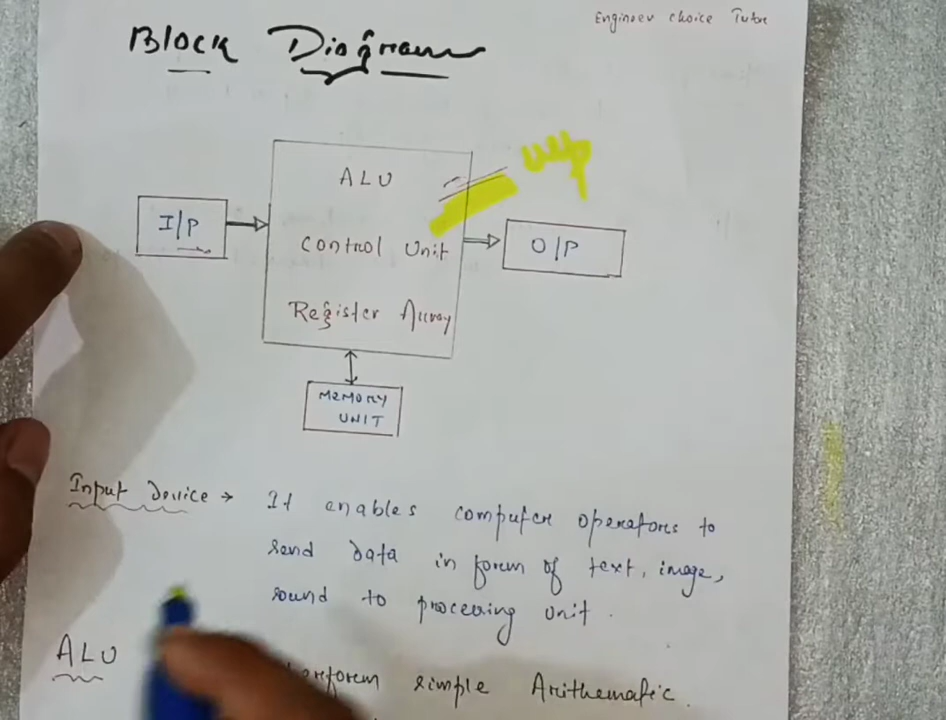 Engineer choice Tutor
Block Diagram
ALU
I/P
Control Unit
O/P
Register Array
MEMORY
UNIT
Input device → It enables computer operators to
send data in form of text, image,
sound to processing unit.
ALU
perform simple Arithematic